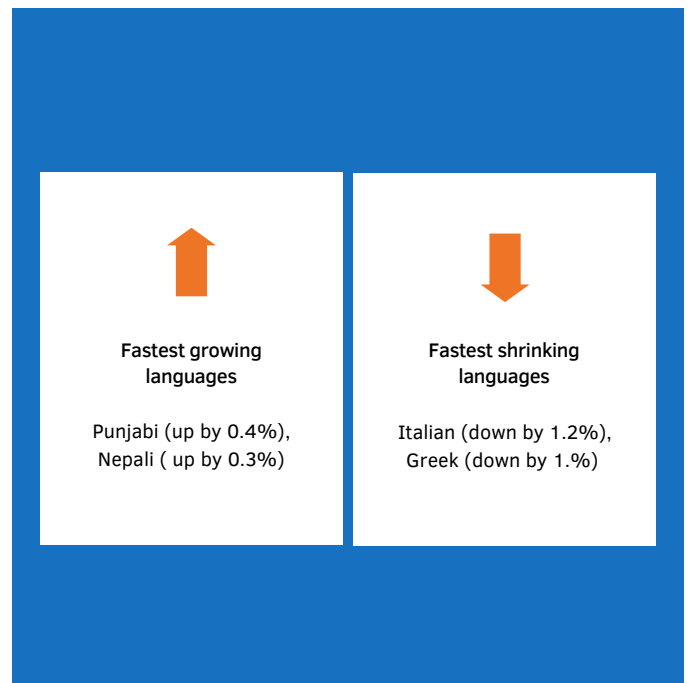 Fastest growing
languages
Punjabi (up by 0.4%),
Nepali ( up by 0.3%)
Fastest shrinking
languages
Italian (down by 1.2%),
Greek (down by 1.%)